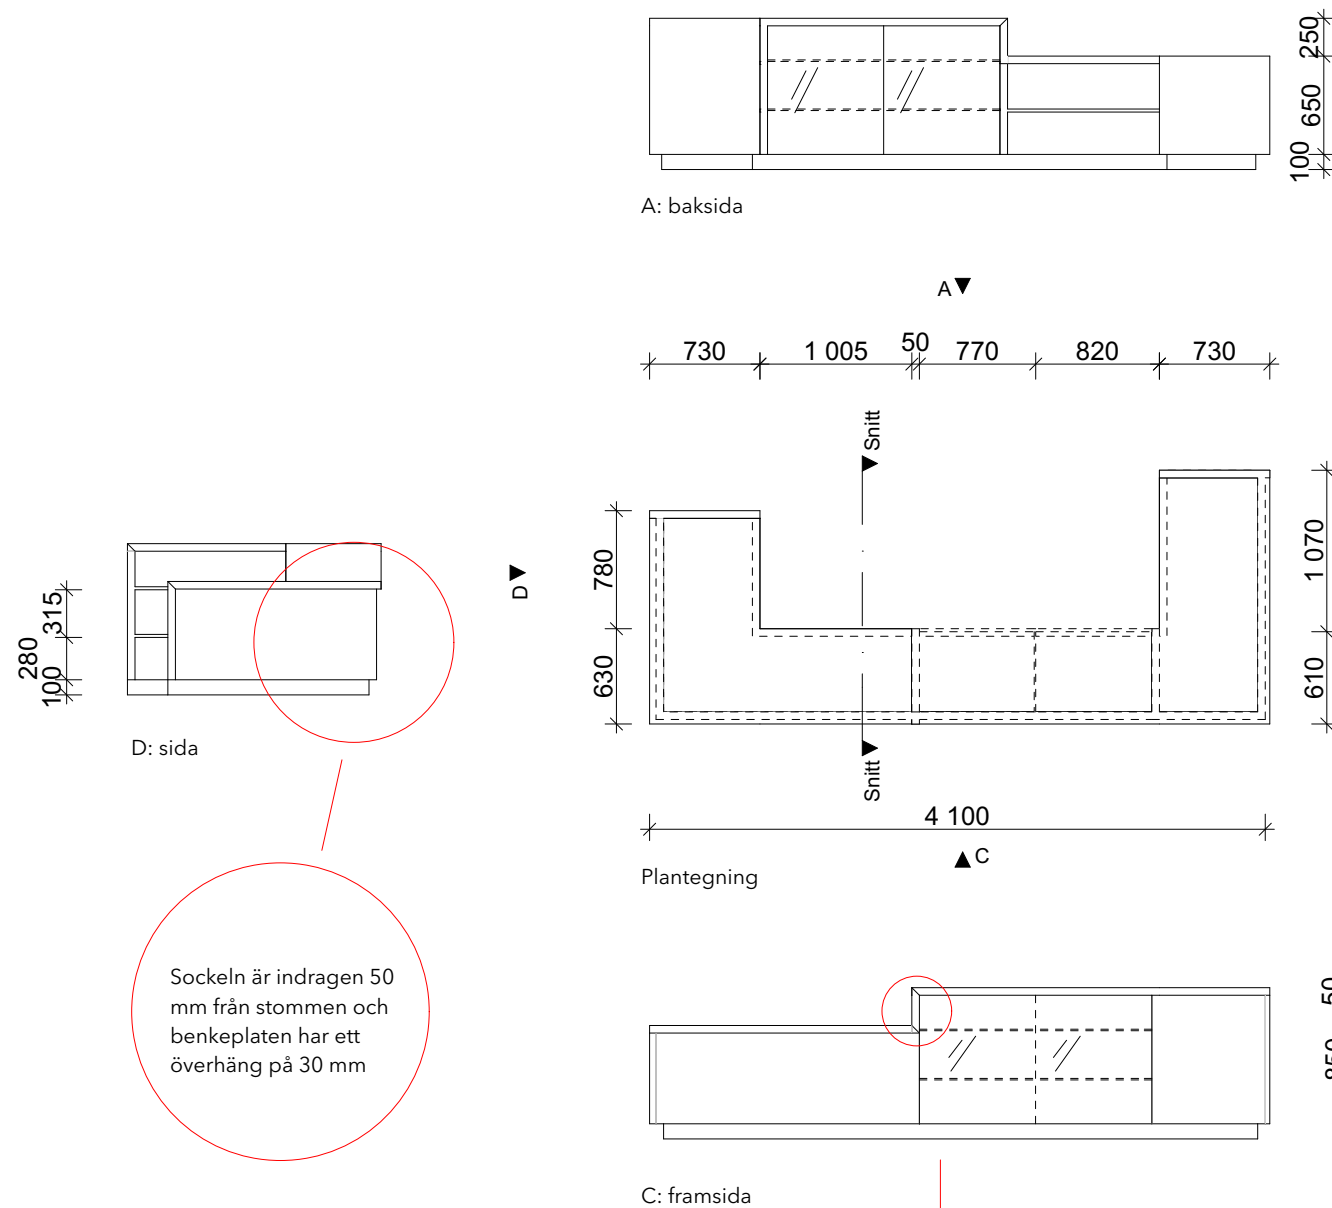 250
650
100
A: baksida
A
730
1 005
50
770
820
730
Snitt
780
630
1 070
610
D
315
280
100
D: sida
Snitt
4 100
C
Plantegning
Sockeln är indragen 50
mm från stommen och
benkeplaten har ett
överhäng på 30 mm
50
850
C: framsida